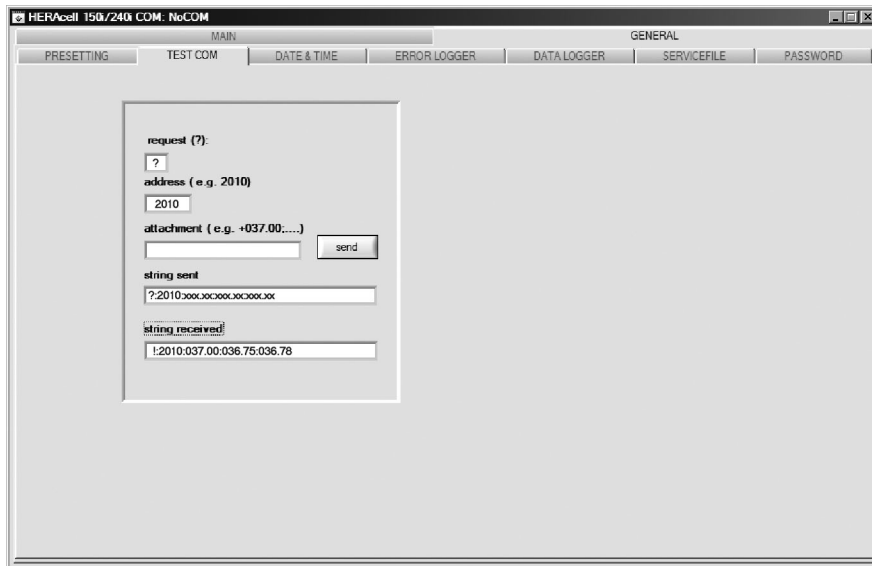 HERAcell 150i/240i COM: NoCOM
MAIN GENERAL
PRESETTING TEST COM DATE & TIME ERROR LOGGER DATA LOGGER SERVICEFILE PASSWORD
request (?):
?
address ( e.g. 2010)
2010
attachment ( e.g. +037.00;....)
send
string sent
?:2010:xxx.xx:xxx.xx:xxx.xx
string received
!:2010:037.00:036.75:036.78